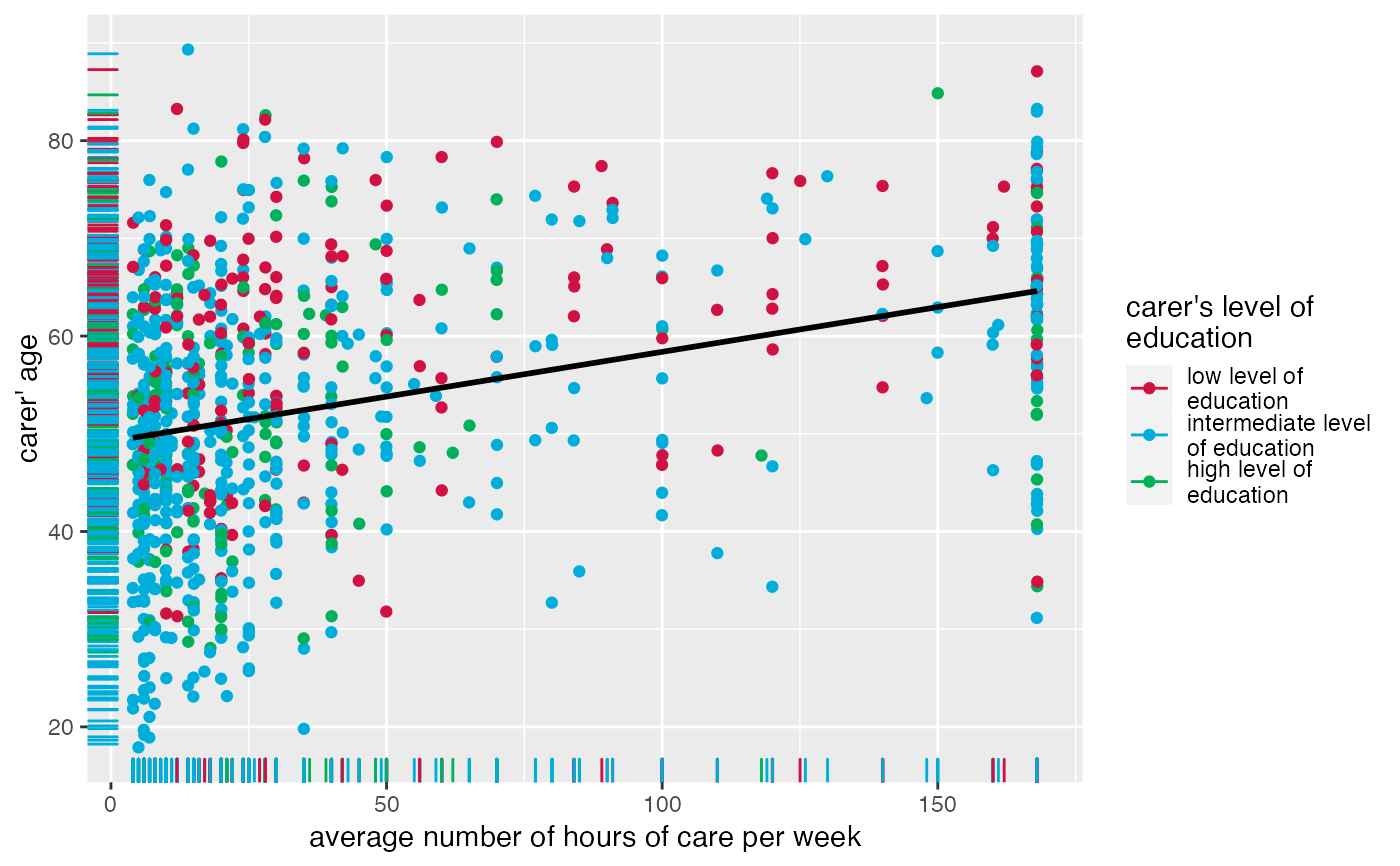 80
60
40
20
carer' age
0
50
100
150
average number of hours of care per week
carer's level of
education
low level of
education
intermediate level
of education
high level of
education